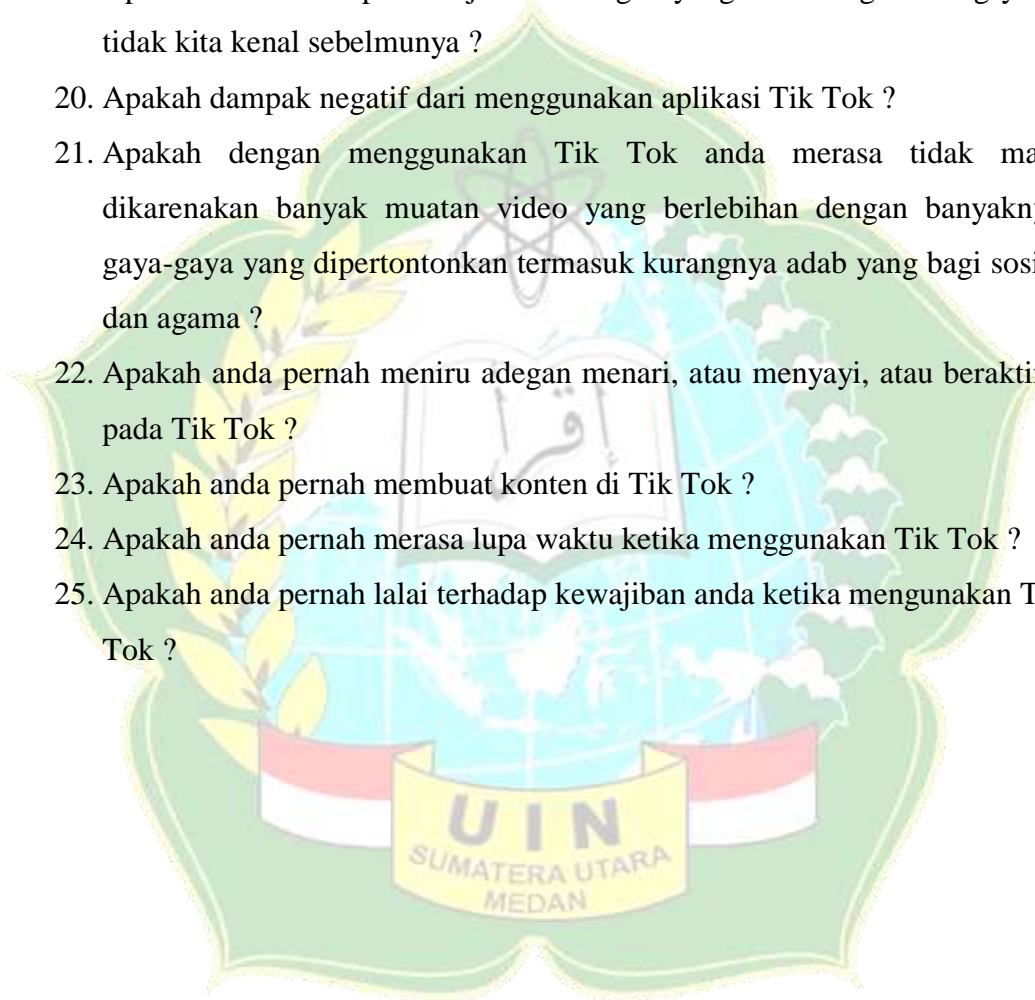 tidak kita kenal sebelmunya ?
20. Apakah dampak negatif dari menggunakan aplikasi Tik Tok ?
21. Apakah dengan menggunakan Tik Tok anda merasa tidak
dikarenakan banyak muatan video yang berlebihan dengan
gaya-gaya yang dipertontonkan termasuk kurangnya adab yang bagi
dan agama ?
22. Apakah anda pernah meniru adegan menari, atau menyayi, atau
pada Tik Tok ?
23. Apakah anda pernah membuat konten di Tik Tok ?
24. Apakah anda pernah merasa lupa waktu ketika menggunakan Tik Tok ?
25. Apakah anda pernah lalai terhadap kewajiban anda ketika mengunakan
Tok ?
إقرأ
UIN
SUMATERA UTARA
MEDAN